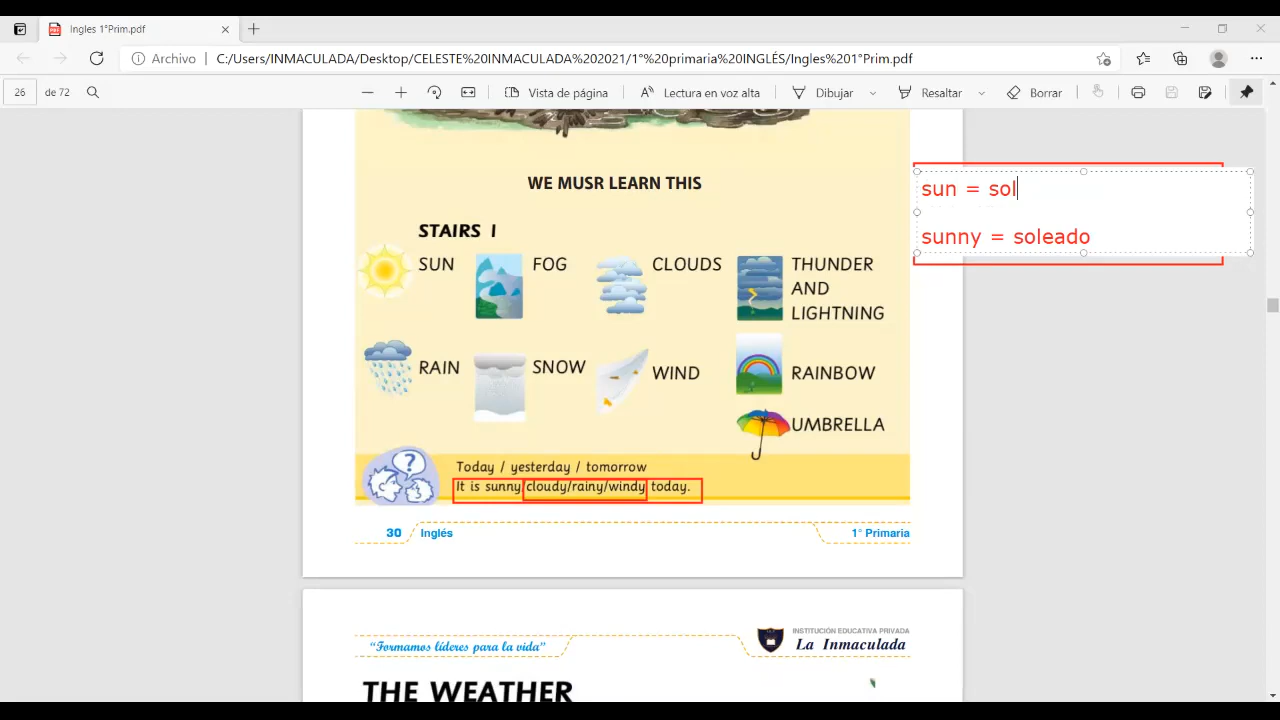 Ingles 1°Prim.pdf
Archivo
C:/Users/INMACULADA/Desktop/CELESTE%20INMACULADA%202021/1°%20primaria%20INGLÉS/Ingles%201°Prim.pdf
26 de 72
Vista de página
Lectura en voz alta
Dibujar
Resaltar
Borrar
WE MUSR LEARN THIS
sun = sol
sunny = soleado
STAIRS I
SUN
FOG
CLOUDS
THUNDER
AND
LIGHTNING
RAIN
SNOW
WIND
RAINBOW
UMBRELLA
?
Today / yesterday / tomorrow
It is sunny/cloudy/rainy/windy today.
30 Inglés
1° Primaria
"Formamos líderes para la vida"
INSTITUCIÓN EDUCATIVA PRIVADA
La Inmaculada
THE WEATHER